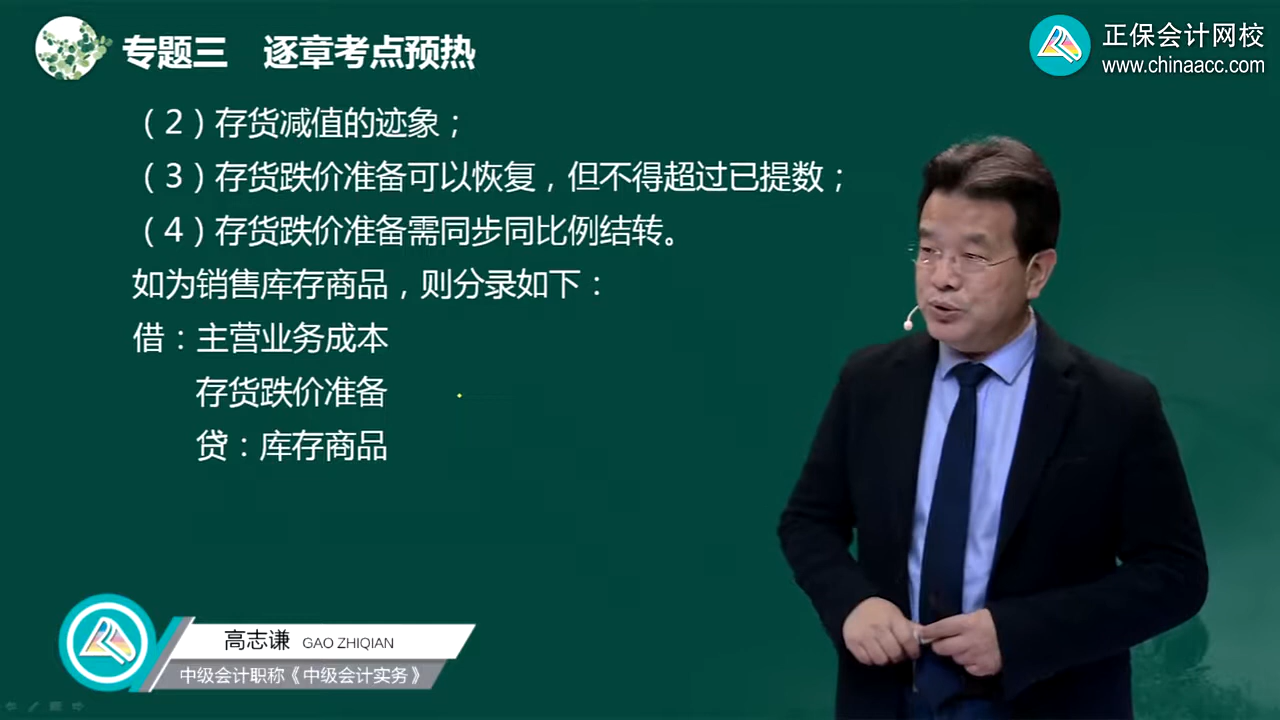 专题三 逐章考点预热
正保会计网校
www.chinaacc.com
（2）存货减值的迹象；
（3）存货跌价准备可以恢复，但不得超过已提数；
（4）存货跌价准备需同步同比例结转。
如为销售库存商品，则分录如下：
借：主营业务成本
存货跌价准备
贷：库存商品
高志谦 GAO ZHIQIAN
中级会计职称《中级会计实务》